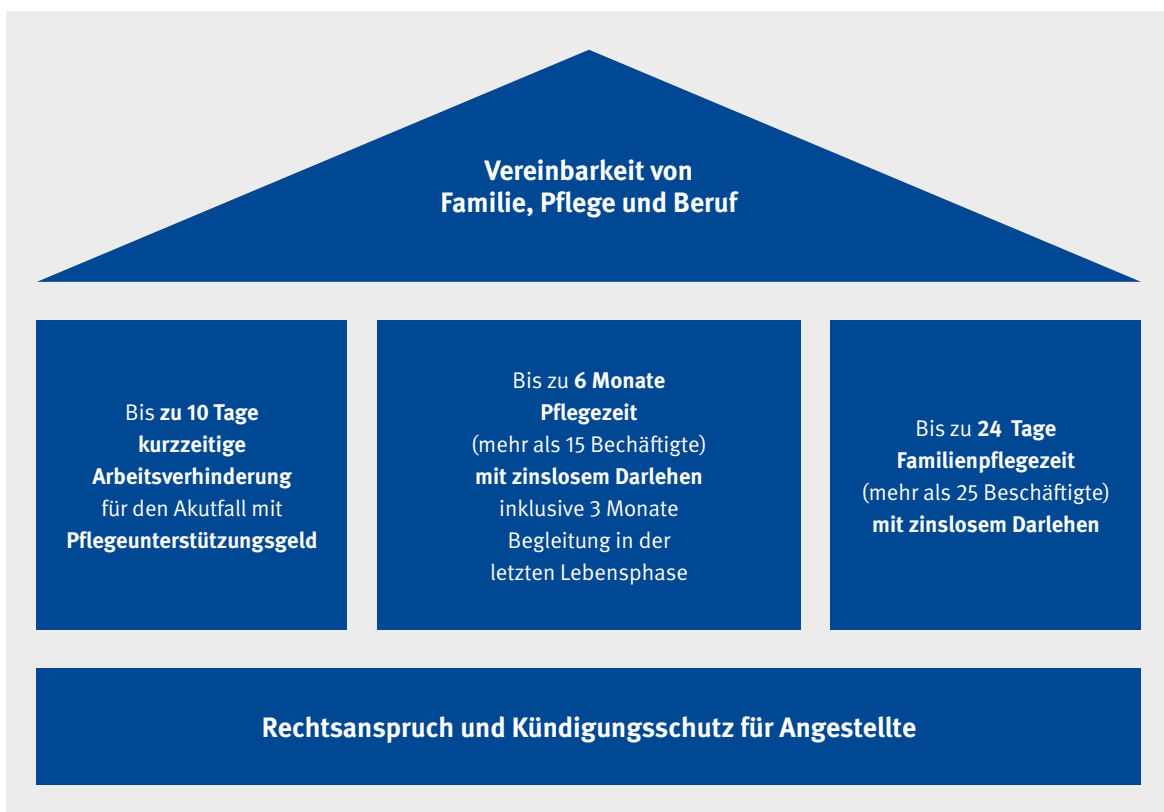 Vereinbarkeit von
Familie, Pflege und Beruf
Bis zu 10 Tage
kurzzeitige
Arbeitsverhinderung
für den Akutfall mit
Pflegeunterstützungsgeld
Bis zu 6 Monate
Pflegezeit
(mehr als 15 Bechäftigte)
mit zinslosem Darlehen
inklusive 3 Monate
Begleitung in der
letzten Lebensphase
Bis zu 24 Tage
Familienpflegezeit
(mehr als 25 Beschäftigte)
mit zinslosem Darlehen
Rechtsanspruch und Kündigungsschutz für Angestellte